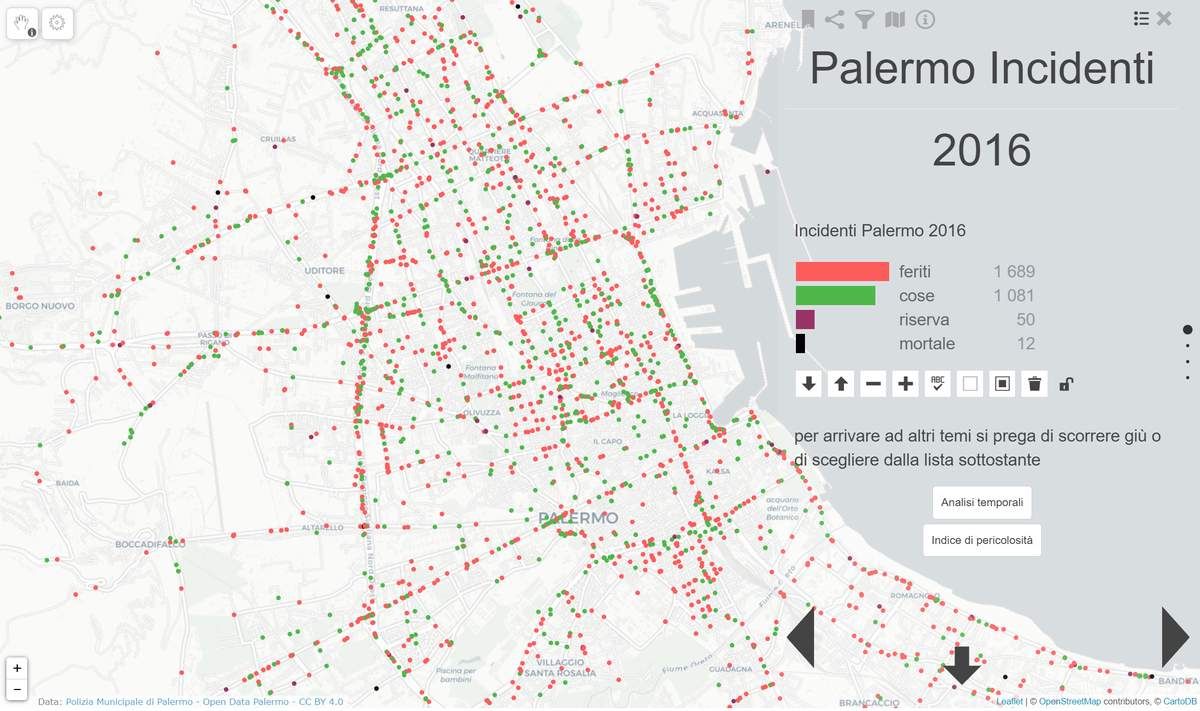 RESUTTANA
ARENELLA
Palermo Incidenti
ACQUASANTA
CRUILLAS
2016
QUARTIERE
MATTEOTTI
Incidenti Palermo 2016
UDITORE
feriti 1 689
cose 1 081
riserva 50
mortale 12
Fontana del
BORGO NUOVO
PASSO DI
RIGANO
Fontana
Molfitano
ABC
OLIVUZZA
LA LOGGIA
IL CAPO
per arrivare ad altri temi si prega di scorrere giù o
di scegliere dalla lista sottostante
KALSA
BAIDA
Analisi temporali
acquario
dell'Orto
Botanico
PALERMO
ALTARELLO
Indice di pericolosità
BOCCADIFALCO
ROMAGNOLO
VILLAGGIO
SANTA ROSALIA
Piscina per
bambini
Fiume Oreto
GUADAGNA
BANDITA
BRANCACCIO
+
−
Data: Polizia Municipale di Palermo - Open Data Palermo - CC BY 4.0
Leaflet | © OpenStreetMap contributors, © CartoDB